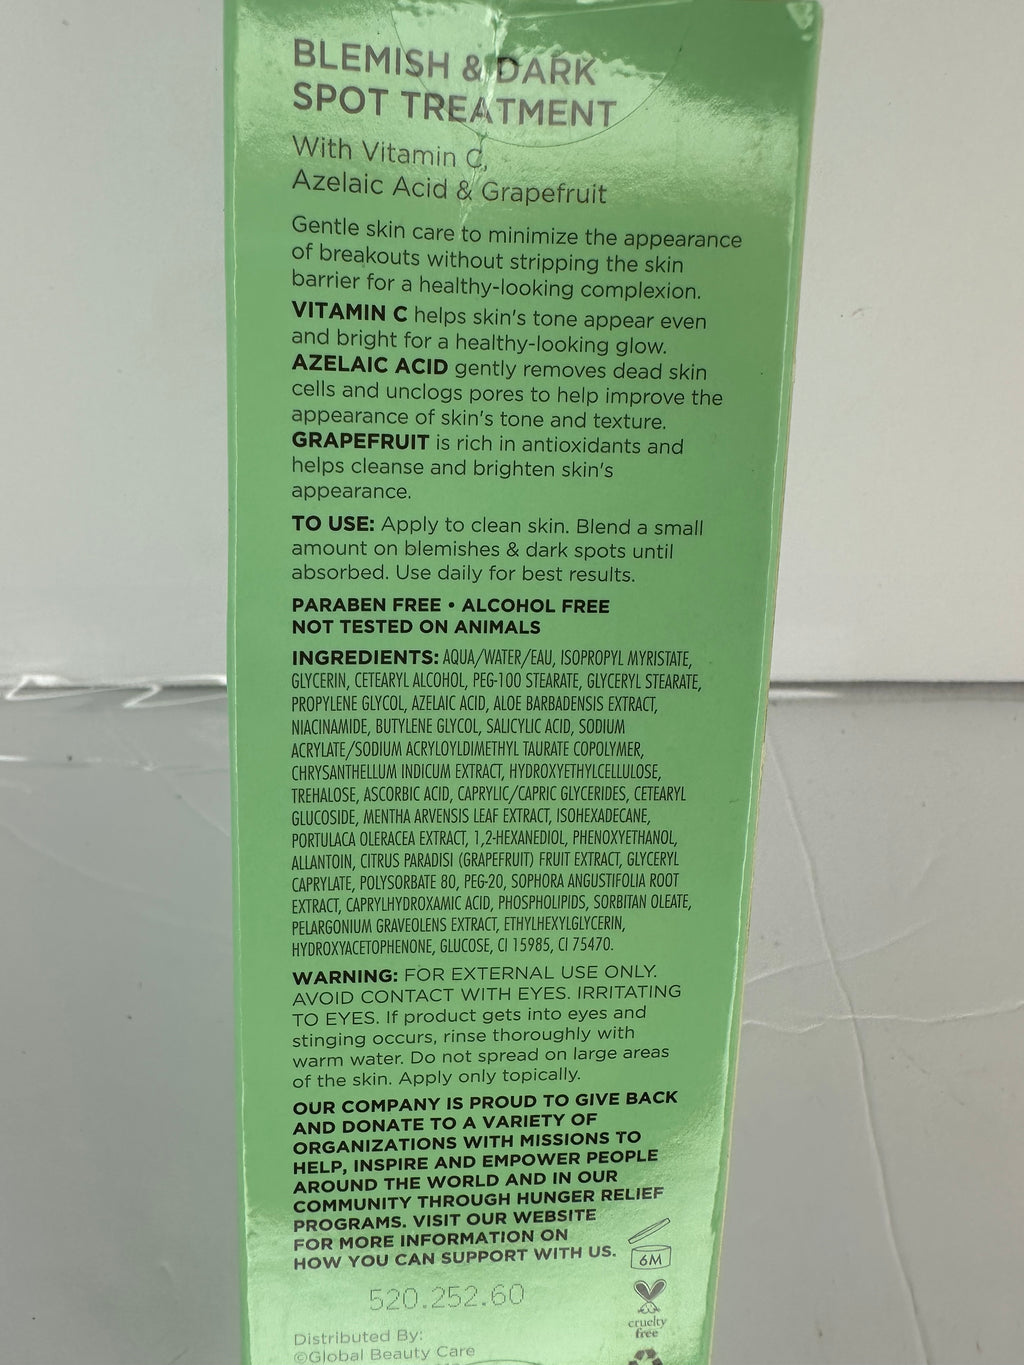 BLEMISH & DARK
SPOT TREATMENT
With Vitamin C,
Azelaic Acid & Grapefruit
Gentle skin care to minimize the appearance
of breakouts without stripping the skin
barrier for a healthy-looking complexion.
VITAMIN C helps skin's tone appear even
and bright for a healthy-looking glow.
AZELAIC ACID gently removes dead skin
cells and unclogs pores to help improve the
appearance of skin's tone and texture.
GRAPEFRUIT is rich in antioxidants and
helps cleanse and brighten skin's
appearance.
TO USE: Apply to clean skin. Blend a small
amount on blemishes & dark spots until
absorbed. Use daily for best results.
PARABEN FREE • ALCOHOL FREE
NOT TESTED ON ANIMALS
INGREDIENTS: AQUA/WATER/EAU, ISOPROPYL MYRISTATE,
GLYCERIN, CETEARYL ALCOHOL, PEG-100 STEARATE, GLYCERYL STEARATE,
PROPYLENE GLYCOL, AZELAIC ACID, ALOE BARBADENSIS EXTRACT,
NIACINAMIDE, BUTYLENE GLYCOL, SALICYLIC ACID, SODIUM
ACRYLATE/SODIUM ACRYLOYLDIMETHYL TAURATE COPOLYMER,
CHRYSANTHELLUM INDICUM EXTRACT, HYDROXYETHYLCELLULOSE,
TREHALOSE, ASCORBIC ACID, CAPRYLIC/CAPRIC GLYCERIDES, CETEARYL
GLUCOSIDE, MENTHA ARVENSIS LEAF EXTRACT, ISOHEXADECANE,
PORTULACA OLERACEA EXTRACT, 1,2-HEXANEDIOL, PHENOXYETHANOL,
ALLANTOIN, CITRUS PARADISI (GRAPEFRUIT) FRUIT EXTRACT, GLYCERYL
CAPRYLATE, POLYSORBATE 80, PEG-20, SOPHORA ANGUSTIFOLIA ROOT
EXTRACT, CAPRYLHYDROXAMIC ACID, PHOSPHOLIPIDS, SORBITAN OLEATE,
PELARGONIUM GRAVEOLENS EXTRACT, ETHYLHEXYLGLYCERIN,
HYDROXYACETOPHENONE, GLUCOSE, CI 15985, CI 75470.
WARNING: FOR EXTERNAL USE ONLY.
AVOID CONTACT WITH EYES. IRRITATING
TO EYES. If product gets into eyes and
stinging occurs, rinse thoroughly with
warm water. Do not spread on large areas
of the skin. Apply only topically.
OUR COMPANY IS PROUD TO GIVE BACK
AND DONATE TO A VARIETY OF
ORGANIZATIONS WITH MISSIONS TO
HELP, INSPIRE AND EMPOWER PEOPLE
AROUND THE WORLD AND IN OUR
COMMUNITY THROUGH HUNGER RELIEF
PROGRAMS. VISIT OUR WEBSITE
FOR MORE INFORMATION ON
HOW YOU CAN SUPPORT WITH US.
6M
520.252.60
cruelty
free
Distributed By:
©Global Beauty Care